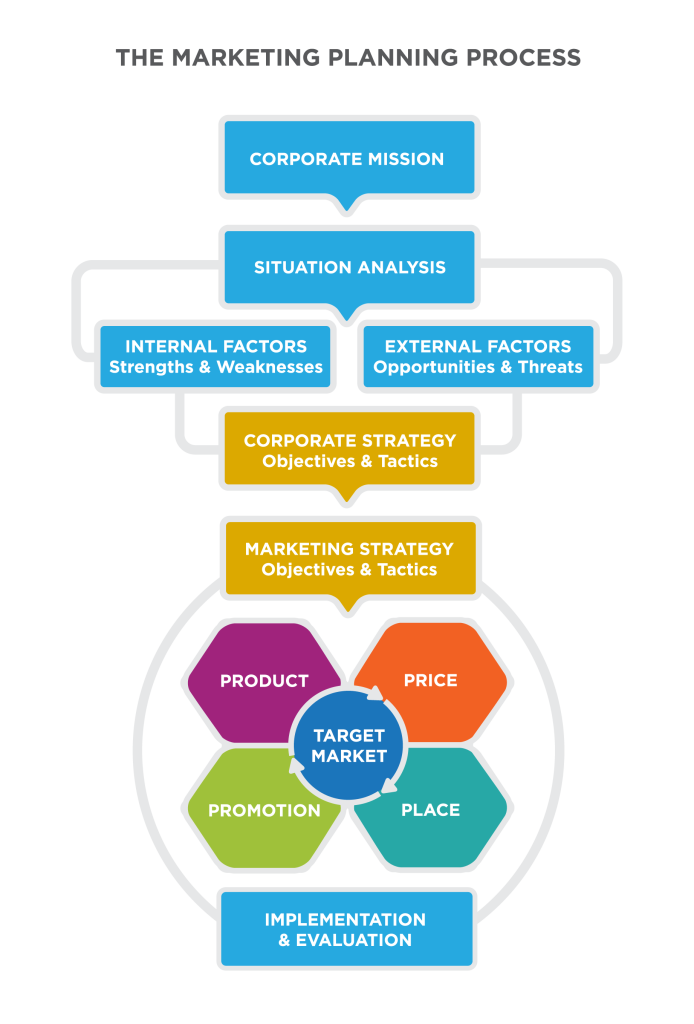 THE MARKETING PLANNING PROCESS
CORPORATE MISSION
SITUATION ANALYSIS
INTERNAL FACTORS
Strengths & Weaknesses
EXTERNAL FACTORS
Opportunities & Threats
CORPORATE STRATEGY
Objectives & Tactics
MARKETING STRATEGY
Objectives & Tactics
PRODUCT
PRICE
TARGET
MARKET
PROMOTION
PLACE
IMPLEMENTATION
& EVALUATION